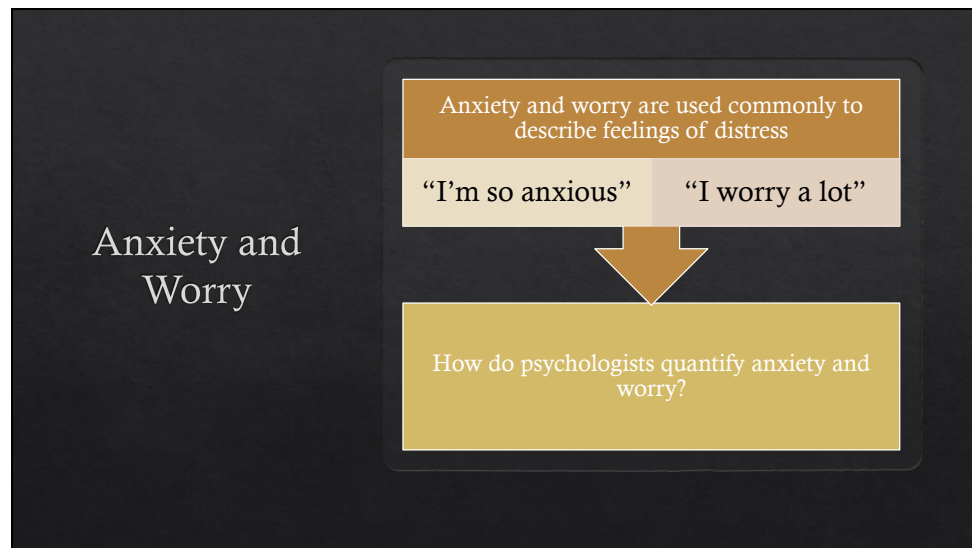 Anxiety and
Worry
Anxiety and worry are used commonly to
describe feelings of distress
“I’m so anxious”
“I worry a lot”
How do psychologists quantify anxiety and
worry?